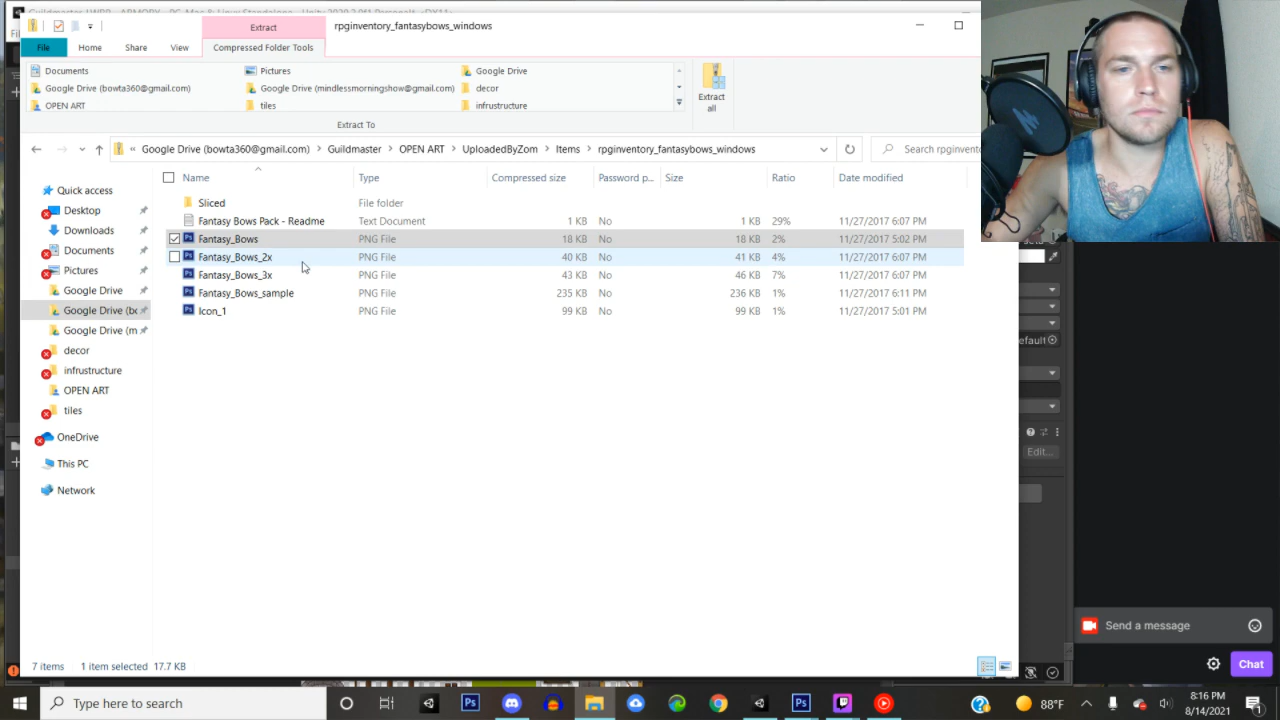 Extract
rpginventory_fantasybows_windows
File
Home
Share
View
Compressed Folder Tools
Documents
Pictures
Google Drive
Google Drive (bowta360@gmail.com)
Google Drive (mindlessmorningshow@gmail.com)
decor
OPEN ART
tiles
infrustructure
Extract all
Extract To
« Google Drive (bowta360@gmail.com) > Guildmaster > OPEN ART > UploadedByZom > Items > rpginventory_fantasybows_windows
Search rpginvento
Name Type Compressed size Password p... Size Ratio Date modified
Sliced File folder
Fantasy Bows Pack - Readme Text Document 1 KB No 1 KB 29% 11/27/2017 6:07 PM
Fantasy_Bows PNG File 18 KB No 18 KB 2% 11/27/2017 5:02 PM
Fantasy_Bows_2x PNG File 40 KB No 41 KB 4% 11/27/2017 6:07 PM
Fantasy_Bows_3x PNG File 43 KB No 46 KB 7% 11/27/2017 6:07 PM
Fantasy_Bows_sample PNG File 235 KB No 236 KB 1% 11/27/2017 6:11 PM
Icon_1 PNG File 99 KB No 99 KB 1% 11/27/2017 5:01 PM
Quick access
Desktop
Downloads
Documents
Pictures
Google Drive
Google Drive (bo
Google Drive (m
decor
infrustructure
OPEN ART
tiles
OneDrive
This PC
Network
efault
Edit...
Send a message
Chat
7 items 1 item selected 17.7 KB
Type here to search
88°F
8:16 PM
8/14/2021